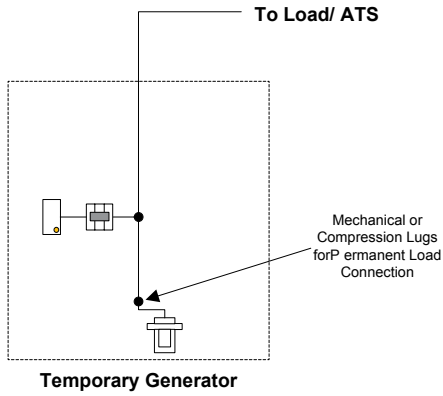 To Load/ ATS
Mechanical or
Compression Lugs
forP ermanent Load
Connection
Temporary Generator